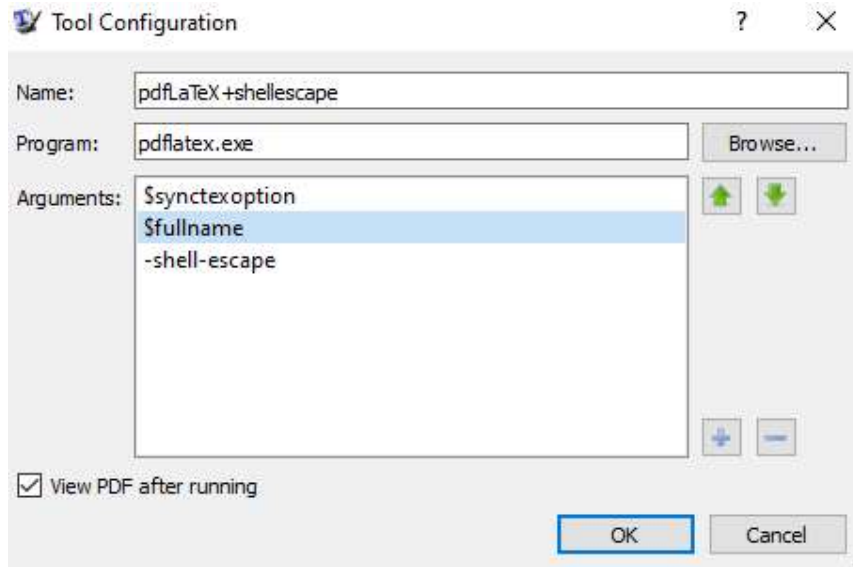 Tool Configuration ? X
Name: pdfLaTeX+shellescape
Program: pdflatex.exe Browse...
Arguments: $synctexoption
$fullname
-shell-escape
View PDF after running
OK Cancel